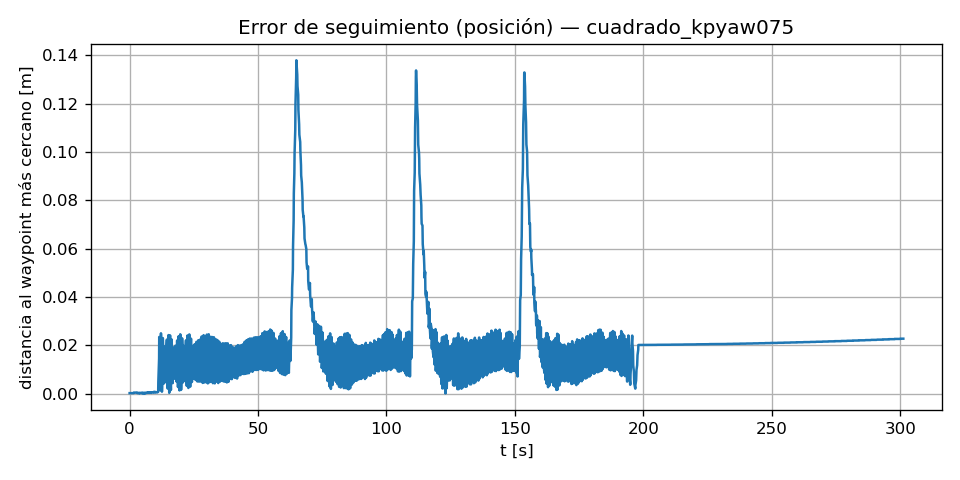 Error de seguimiento (posición) — cuadrado_kpyaw075
distancia al waypoint más cercano [m]
0.14
0.12
0.10
0.08
0.06
0.04
0.02
0.00
0 50 100 150 200 250 300
t [s]